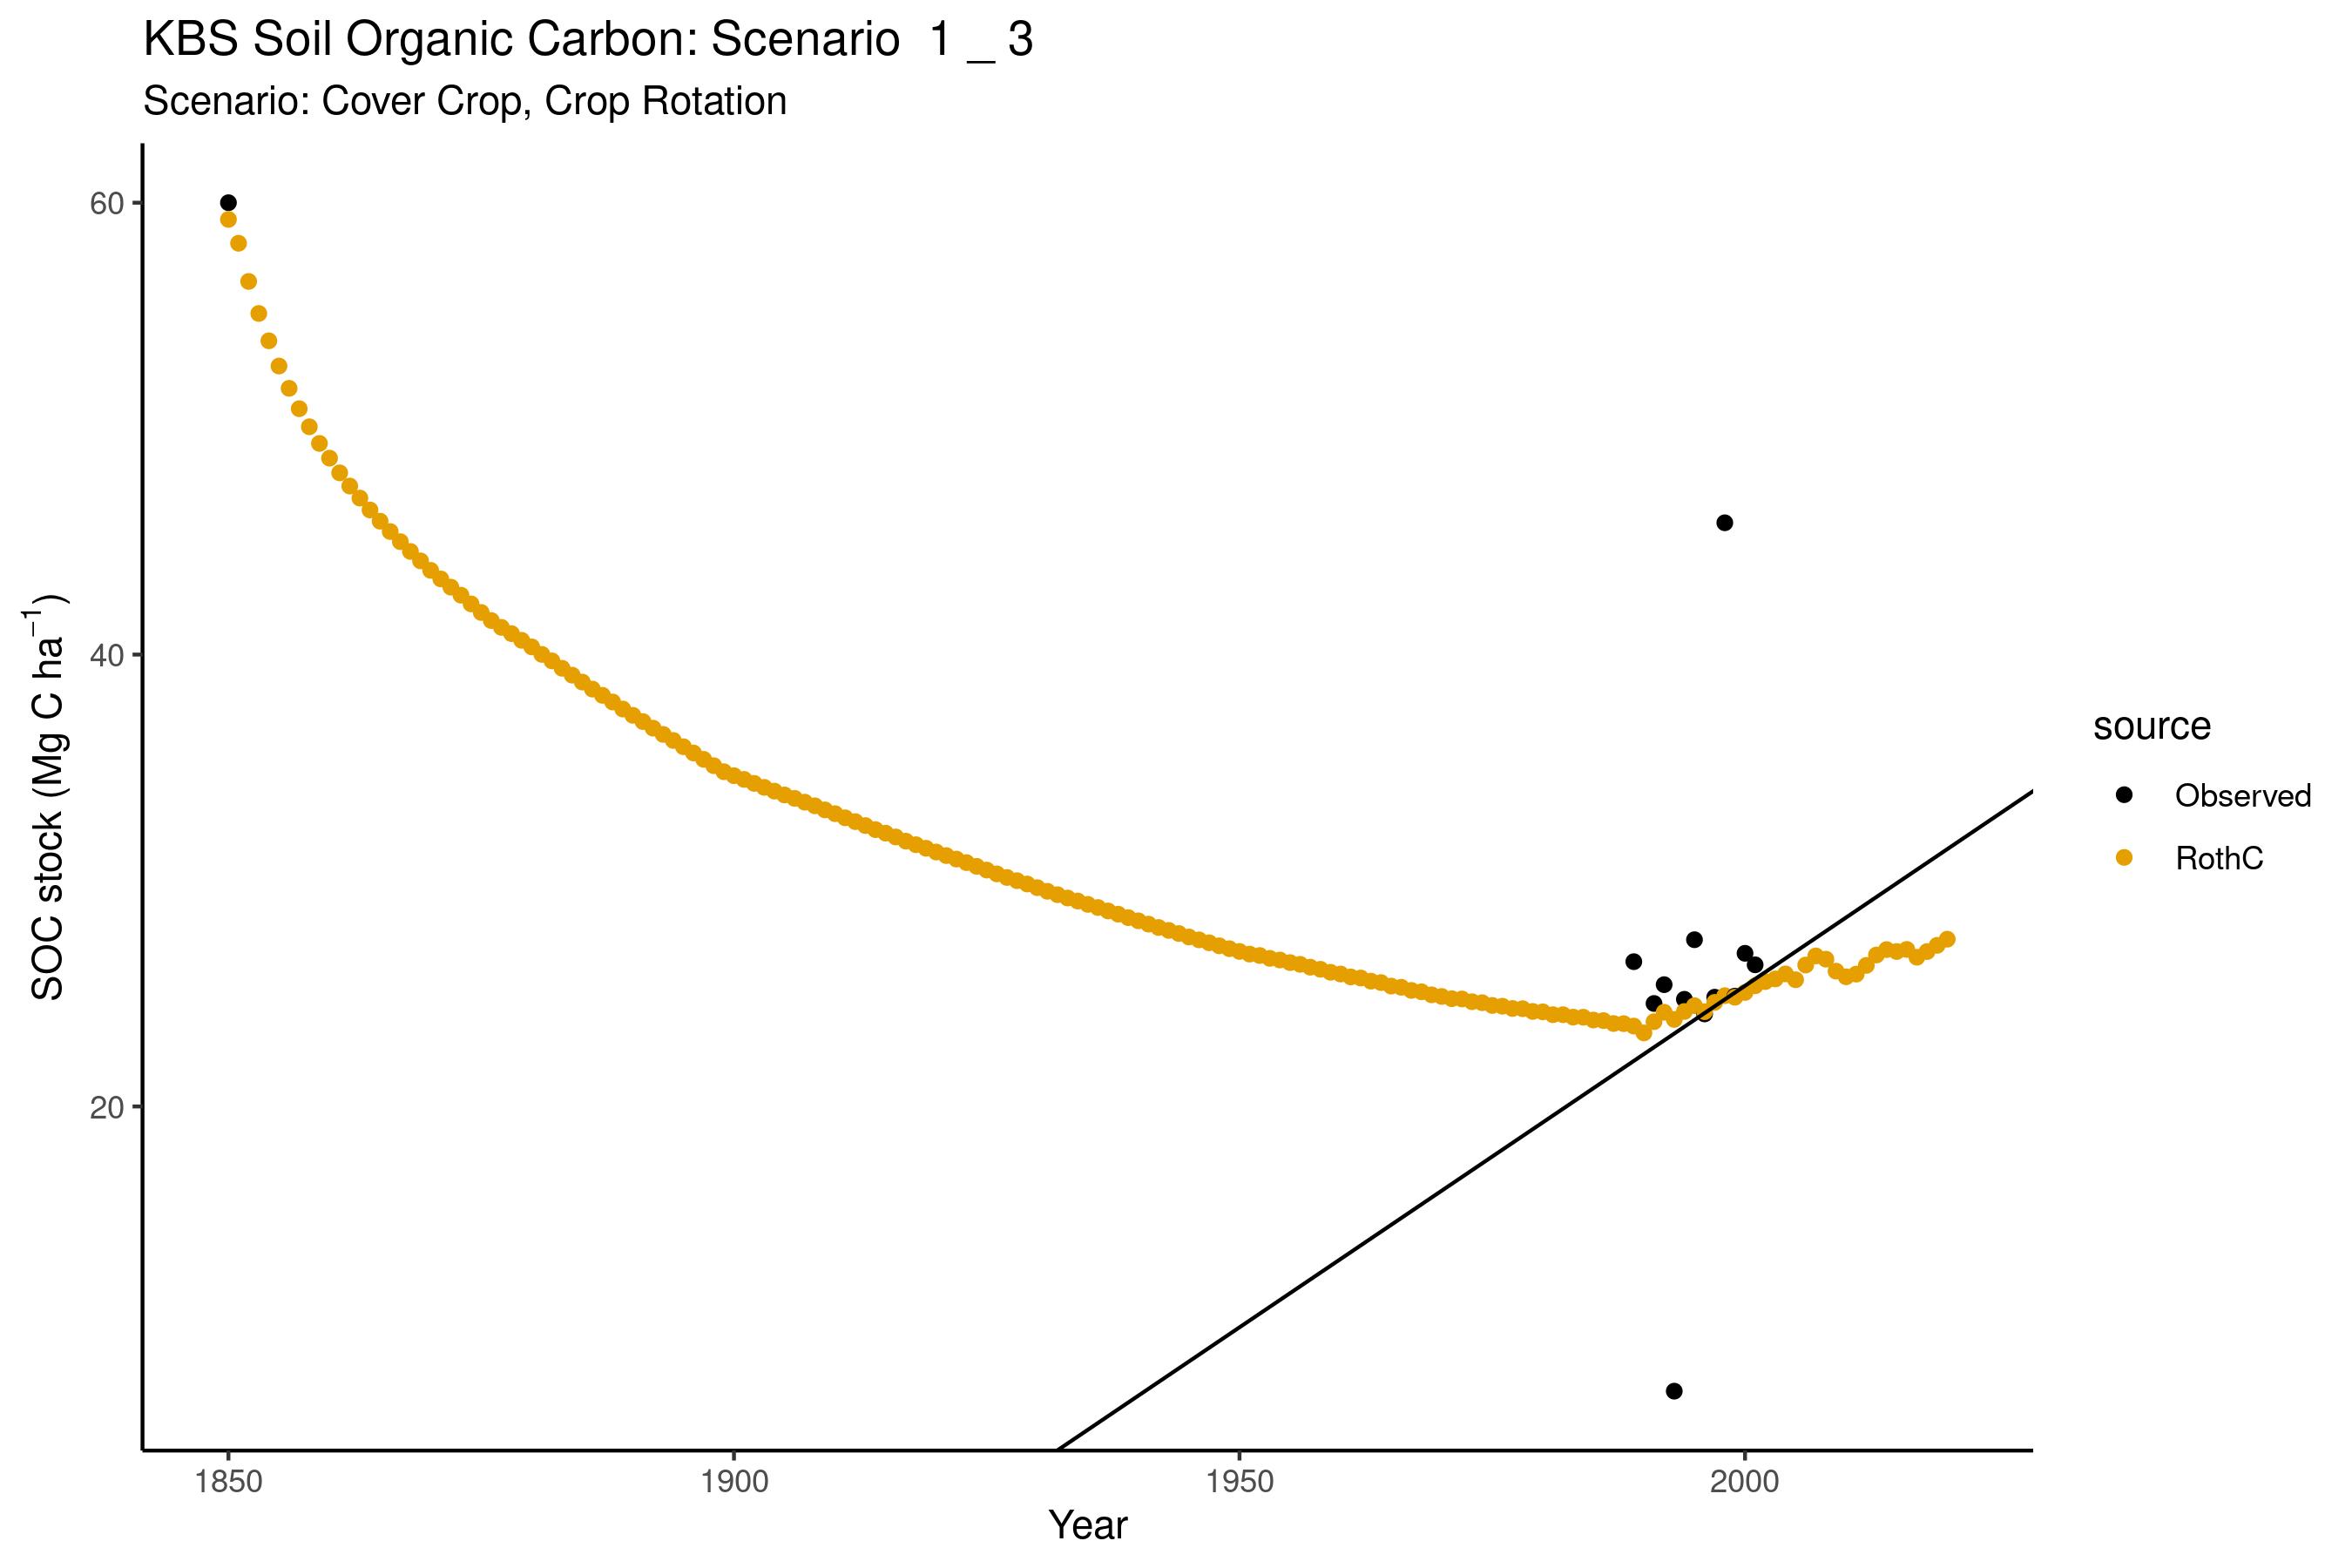 KBS Soil Organic Carbon: Scenario  1 _ 3
Scenario: Cover Crop, Crop Rotation
SOC stock (Mg C ha⁻¹)
60
40
20
1850
1900
1950
2000
Year
source
Observed
RothC